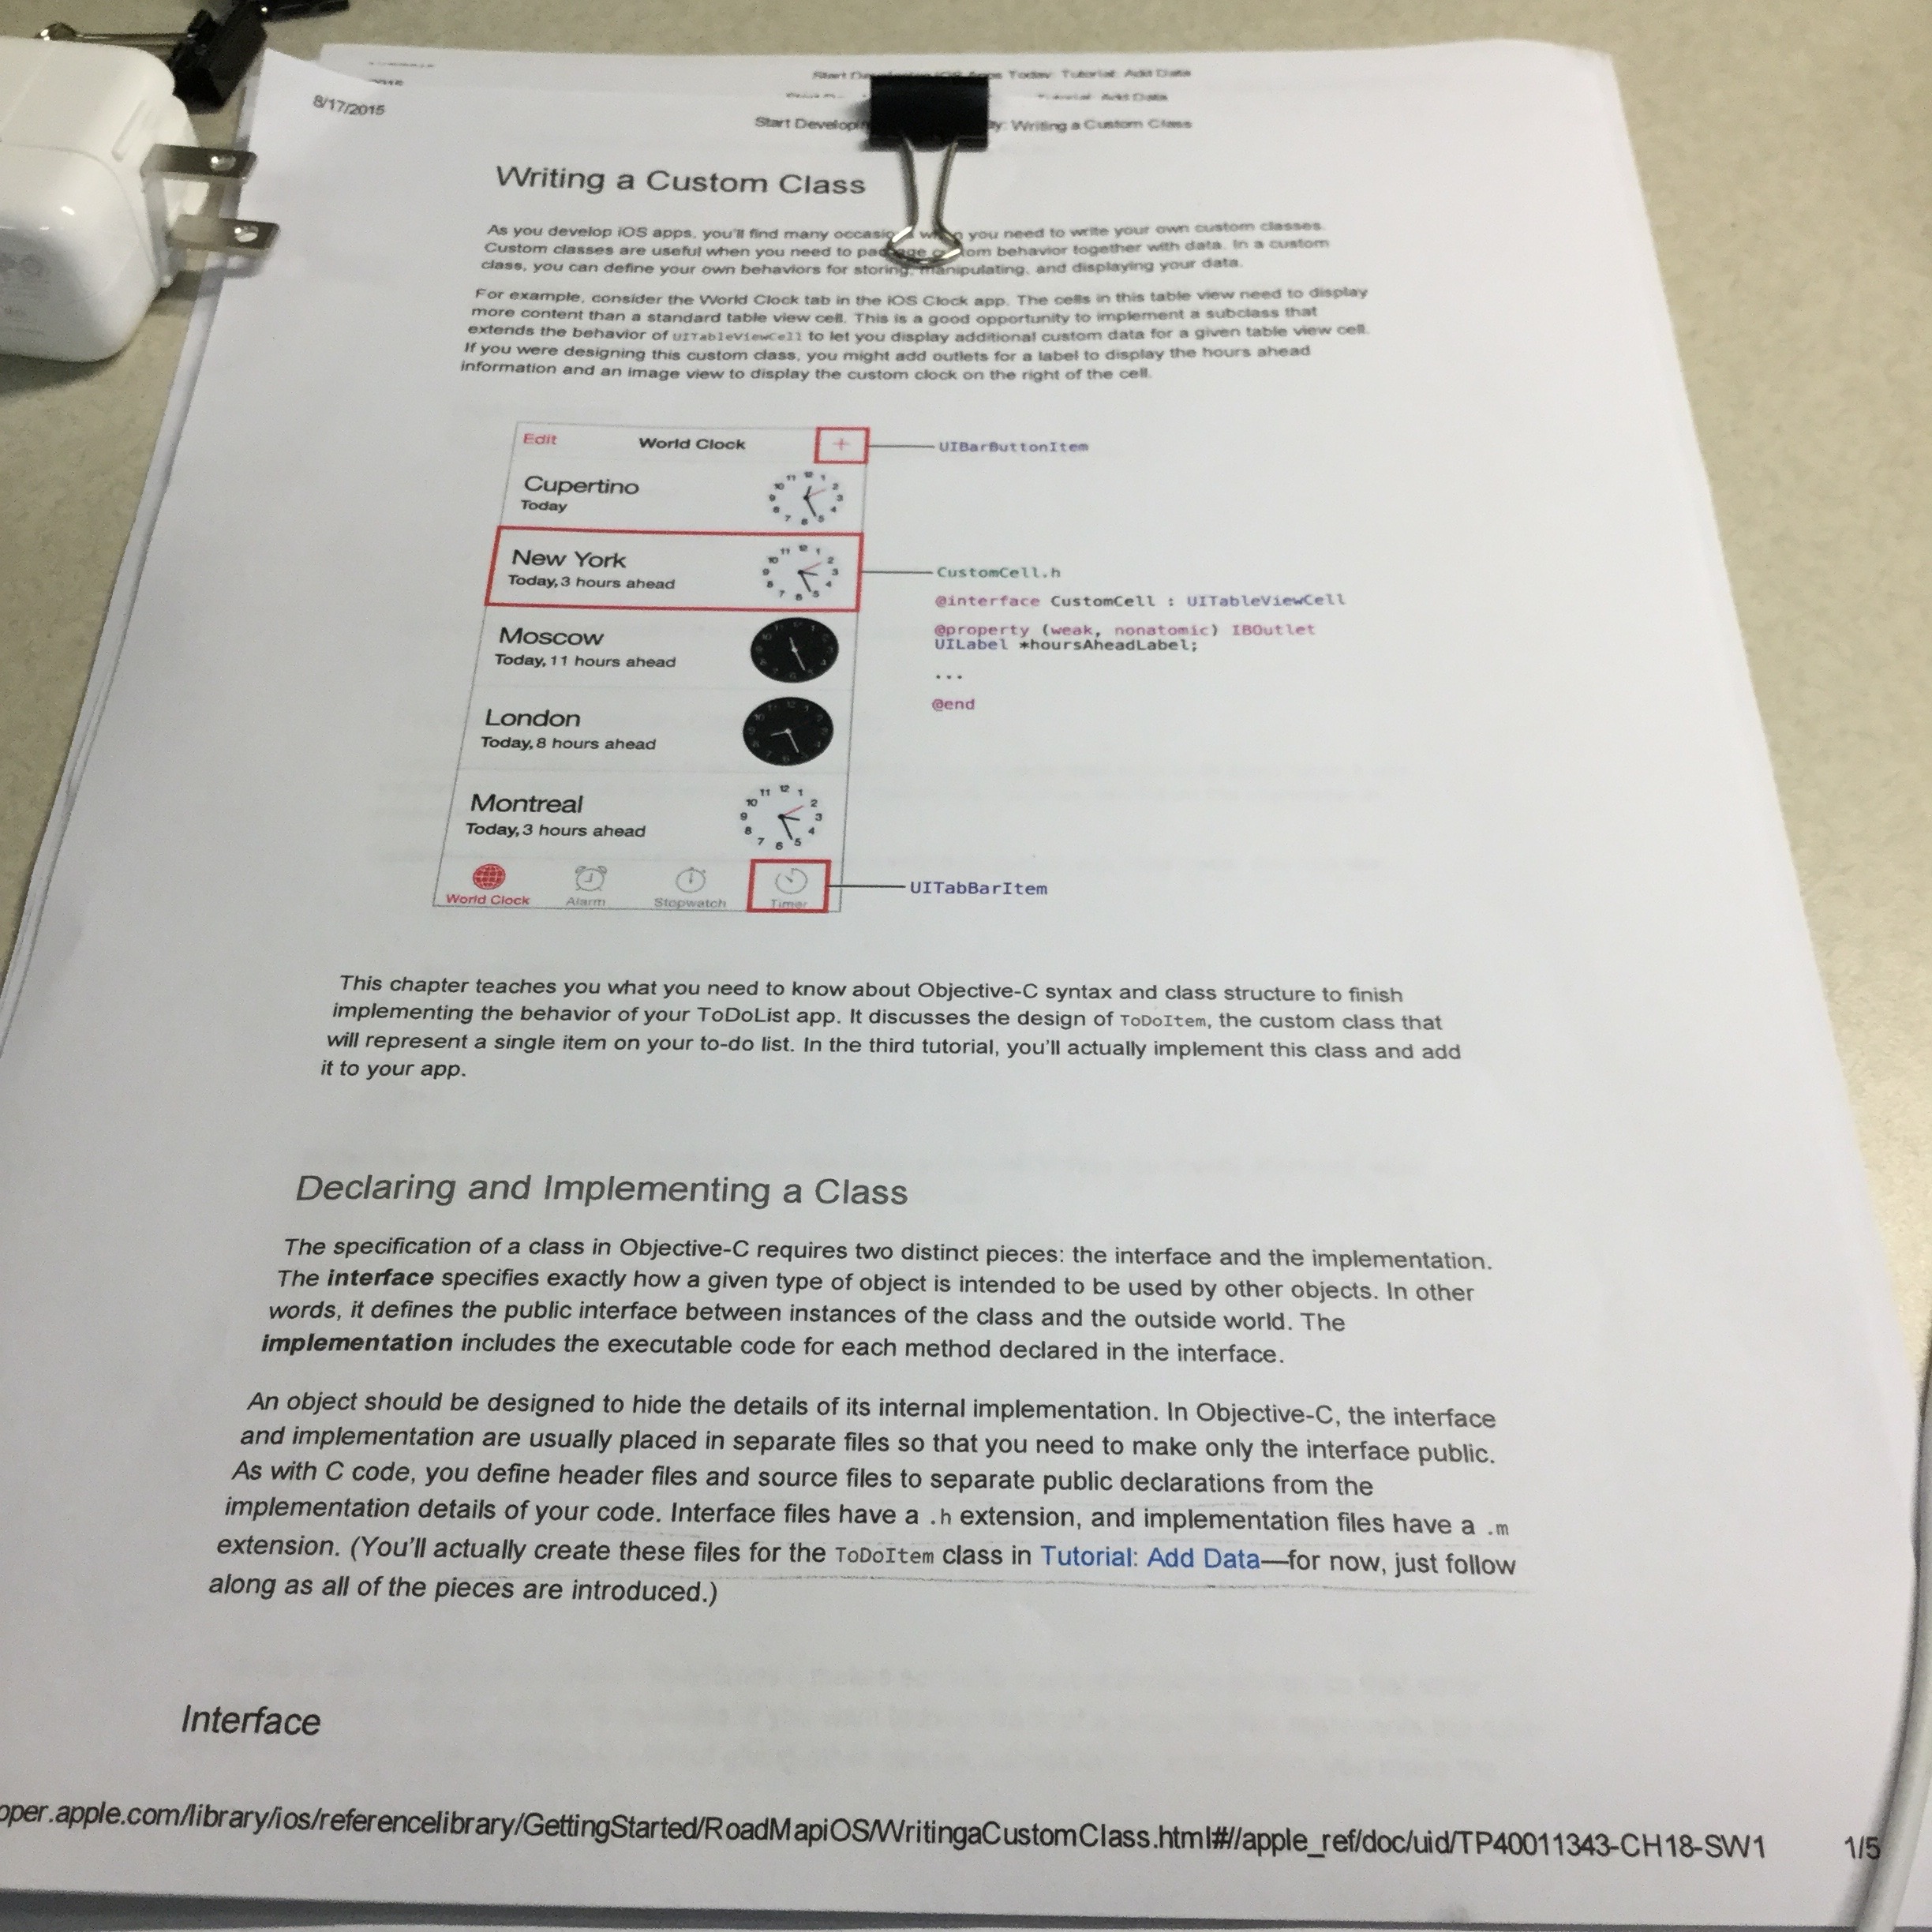 Start Apps Today: Tutorial: Add Data
Add Data
8/17/2015
Start Developin y: Writing a Custom Class
Writing a Custom Class
As you develop iOS apps, you'll find many occasio you need to write your own custom classes.
Custom classes are useful when you need to package custom behavior together with data. In a custom
class, you can define your own behaviors for storing, manipulating, and displaying your data.
For example, consider the World Clock tab in the iOS Clock app. The cells in this table view need to display
more content than a standard table view cell. This is a good opportunity to implement a subclass that
extends the behavior of UITableViewCell to let you display additional custom data for a given table view cell.
If you were designing this custom class, you might add outlets for a label to display the hours ahead
information and an image view to display the custom clock on the right of the cell.
Edit World Clock + UIBarButtonItem
Cupertino
Today
New York
Today, 3 hours ahead
CustomCell.h
@interface CustomCell : UITableViewCell
@property (weak, nonatomic) IBOutlet
UILabel *hoursAheadLabel;
...
@end
Moscow
Today, 11 hours ahead
London
Today, 8 hours ahead
Montreal
Today, 3 hours ahead
World Clock Alarm Stopwatch Timer
UITabBarItem
This chapter teaches you what you need to know about Objective-C syntax and class structure to finish
implementing the behavior of your ToDoList app. It discusses the design of ToDoItem, the custom class that
will represent a single item on your to-do list. In the third tutorial, you'll actually implement this class and add
it to your app.
Declaring and Implementing a Class
The specification of a class in Objective-C requires two distinct pieces: the interface and the implementation.
The interface specifies exactly how a given type of object is intended to be used by other objects. In other
words, it defines the public interface between instances of the class and the outside world. The
implementation includes the executable code for each method declared in the interface.
An object should be designed to hide the details of its internal implementation. In Objective-C, the interface
and implementation are usually placed in separate files so that you need to make only the interface public.
As with C code, you define header files and source files to separate public declarations from the
implementation details of your code. Interface files have a .h extension, and implementation files have a .m
extension. (You'll actually create these files for the ToDoItem class in Tutorial: Add Data—for now, just follow
along as all of the pieces are introduced.)
Interface
oper.apple.com/library/ios/referencelibrary/GettingStarted/RoadMapiOS/WritingaCustomClass.html#//apple_ref/doc/uid/TP40011343-CH18-SW1 1/5